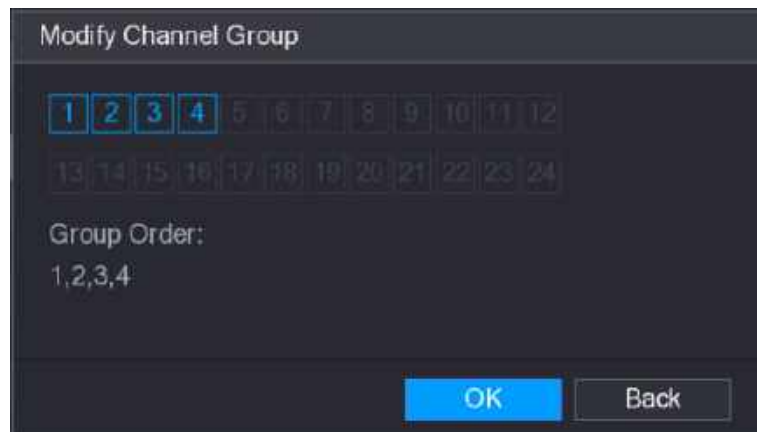 Modify Channel Group
1 2 3 4 5 6 7 8 9 10 11 12
13 14 15 16 17 18 19 20 21 22 23 24
Group Order:
1,2,3,4
OK Back